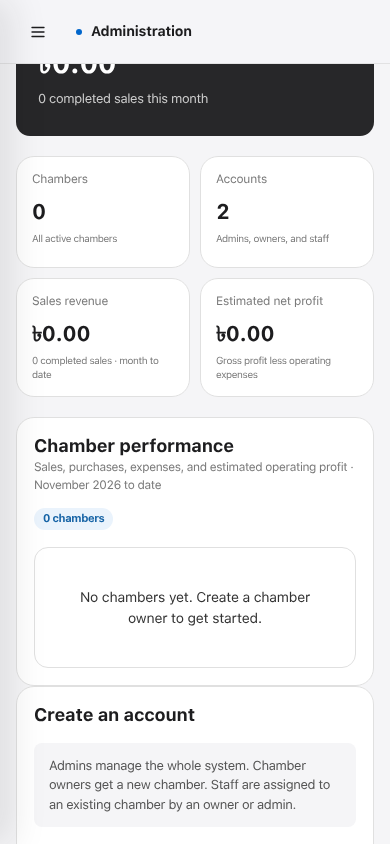 Administration
৳0.00
0 completed sales this month
Chambers
0
All active chambers
Accounts
2
Admins, owners, and staff
Sales revenue
৳0.00
0 completed sales · month to
date
Estimated net profit
৳0.00
Gross profit less operating
expenses
Chamber performance
Sales, purchases, expenses, and estimated operating profit ·
November 2026 to date
0 chambers
No chambers yet. Create a chamber
owner to get started.
Create an account
Admins manage the whole system. Chamber
owners get a new chamber. Staff are assigned to
an existing chamber by an owner or admin.